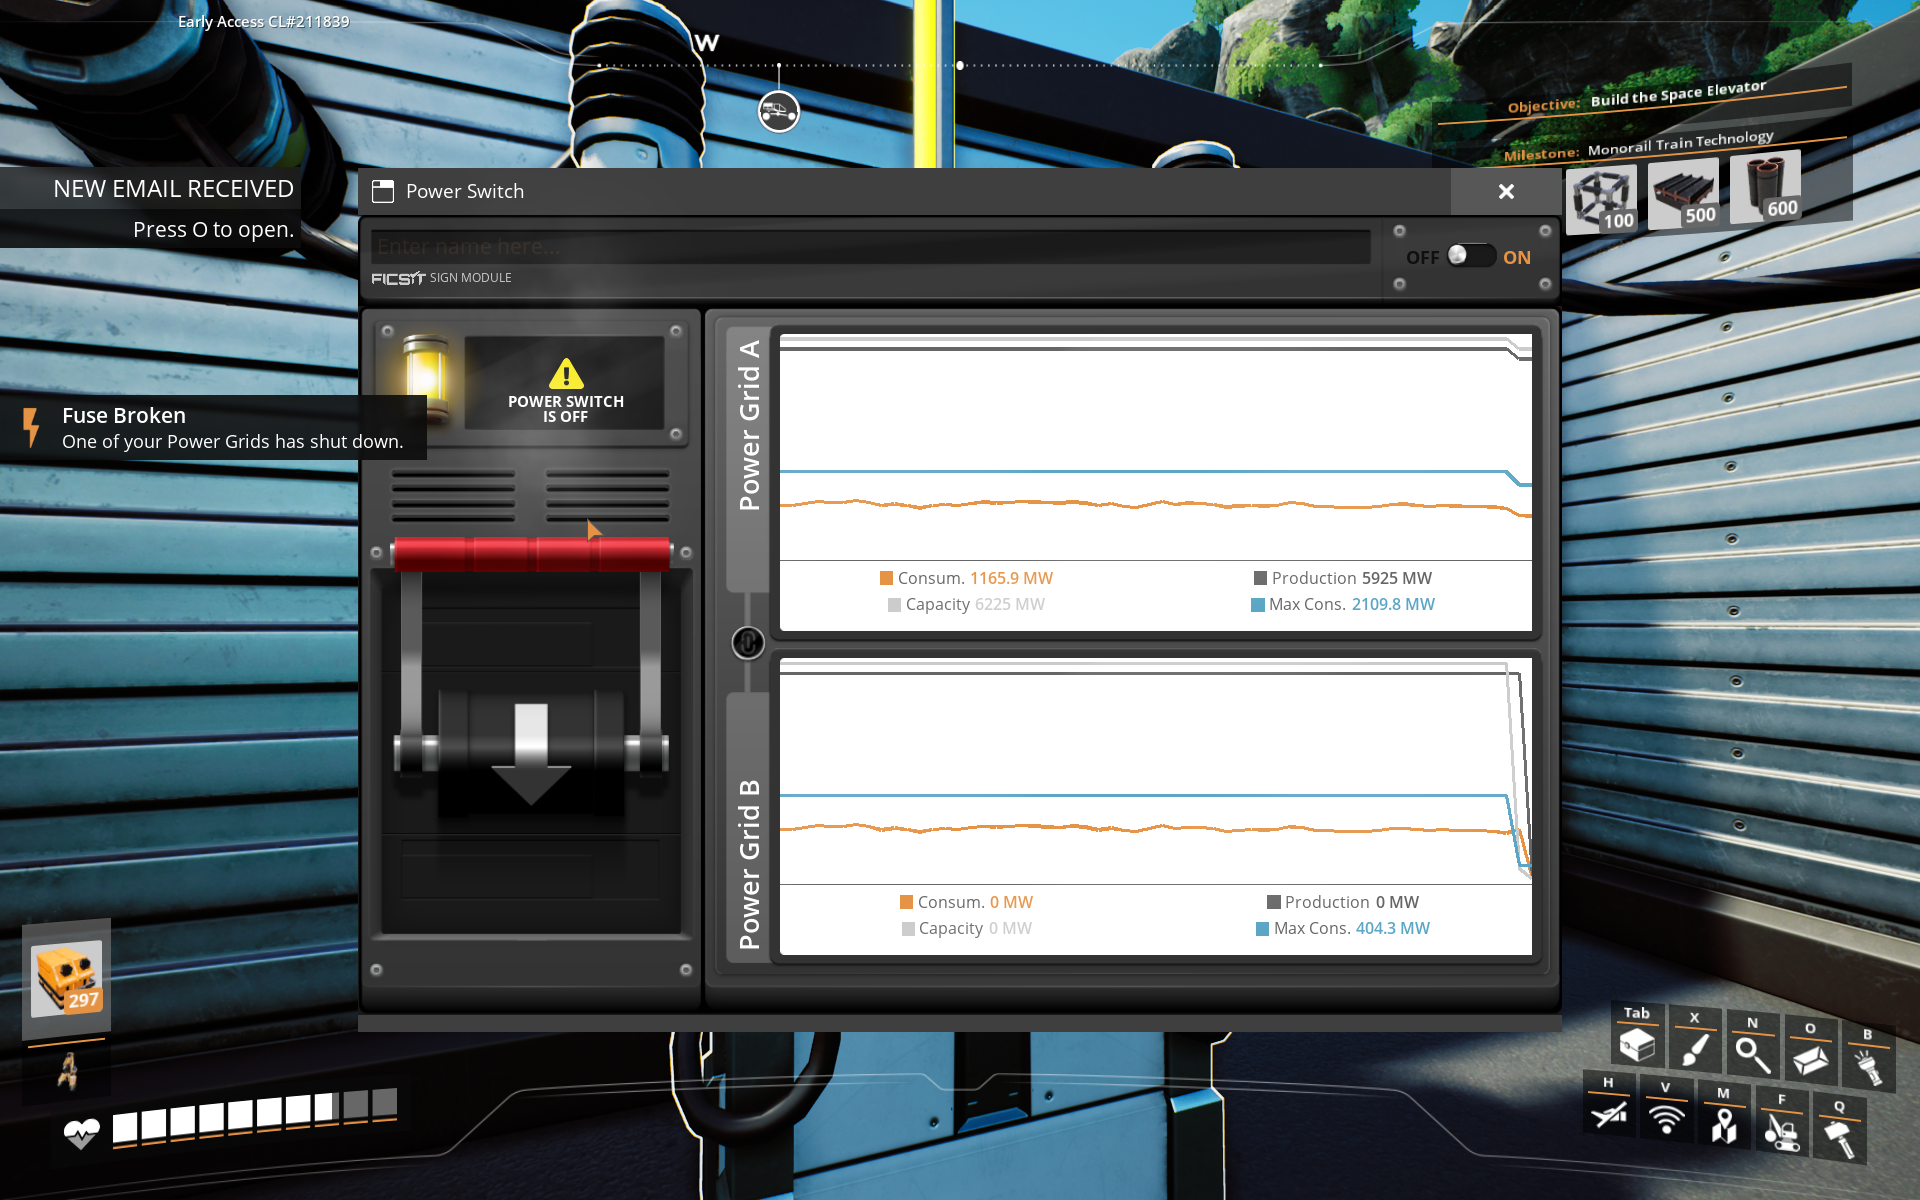 Early Access CL#211839
W
Objective: Build the Space Elevator
Milestone: Monorail Train Technology
100
500
600
NEW EMAIL RECEIVED
Press O to open.
Power Switch
Enter name here...
FICSIT SIGN MODULE
OFF
ON
POWER SWITCH
IS OFF
Fuse Broken
One of your Power Grids has shut down.
Power Grid A
Consum. 1165.9 MW
Production 5925 MW
Capacity 6225 MW
Max Cons. 2109.8 MW
Power Grid B
Consum. 0 MW
Production 0 MW
Capacity 0 MW
Max Cons. 404.3 MW
297
Tab
X
N
O
B
H
V
M
F
Q